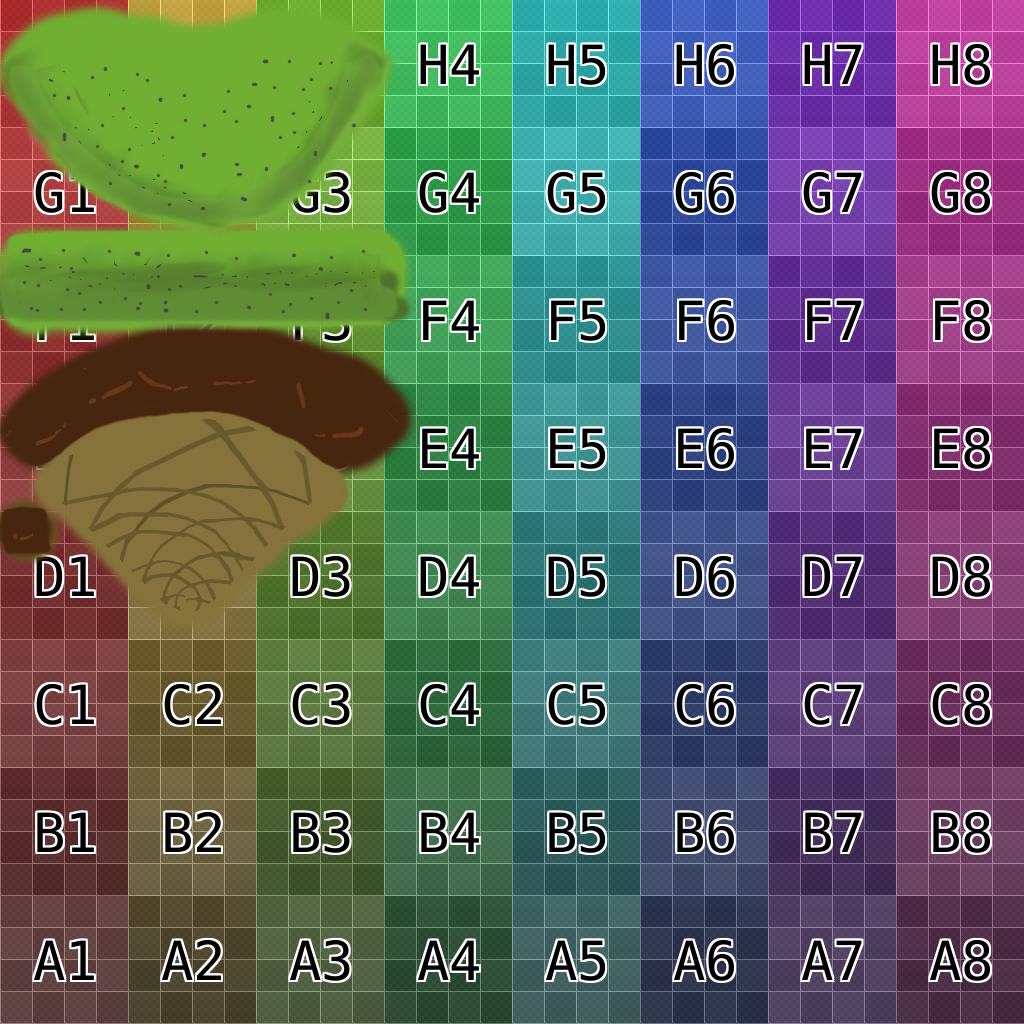 H4 H5 H6 H7 H8
G1 G3 G4 G5 G6 G7 G8
F4 F5 F6 F7 F8
E4 E5 E6 E7 E8
D1 D3 D4 D5 D6 D7 D8
C1 C2 C3 C4 C5 C6 C7 C8
B1 B2 B3 B4 B5 B6 B7 B8
A1 A2 A3 A4 A5 A6 A7 A8